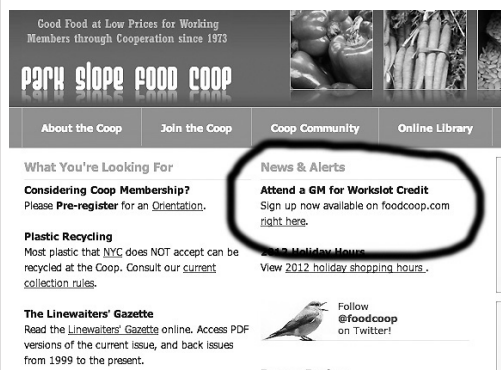 Good Food at Low Prices for Working
Members through Cooperation since 1973
PARK SLOPE FOOD COOP
About the Coop
Join the Coop
Coop Community
Online Library
What You're Looking For
Considering Coop Membership?
Please Pre-register for an Orientation.
Plastic Recycling
Most plastic that NYC does NOT accept can be
recycled at the Coop. Consult our current
collection rules.
The Linewaiters' Gazette
Read the Linewaiters' Gazette online. Access PDF
versions of the current issue, and back issues
from 1999 to the present.
News & Alerts
Attend a GM for Workslot Credit
Sign up now available on foodcoop.com
right here.
2012 Holiday Hours
View 2012 holiday shopping hours .
Follow
@foodcoop
on Twitter!